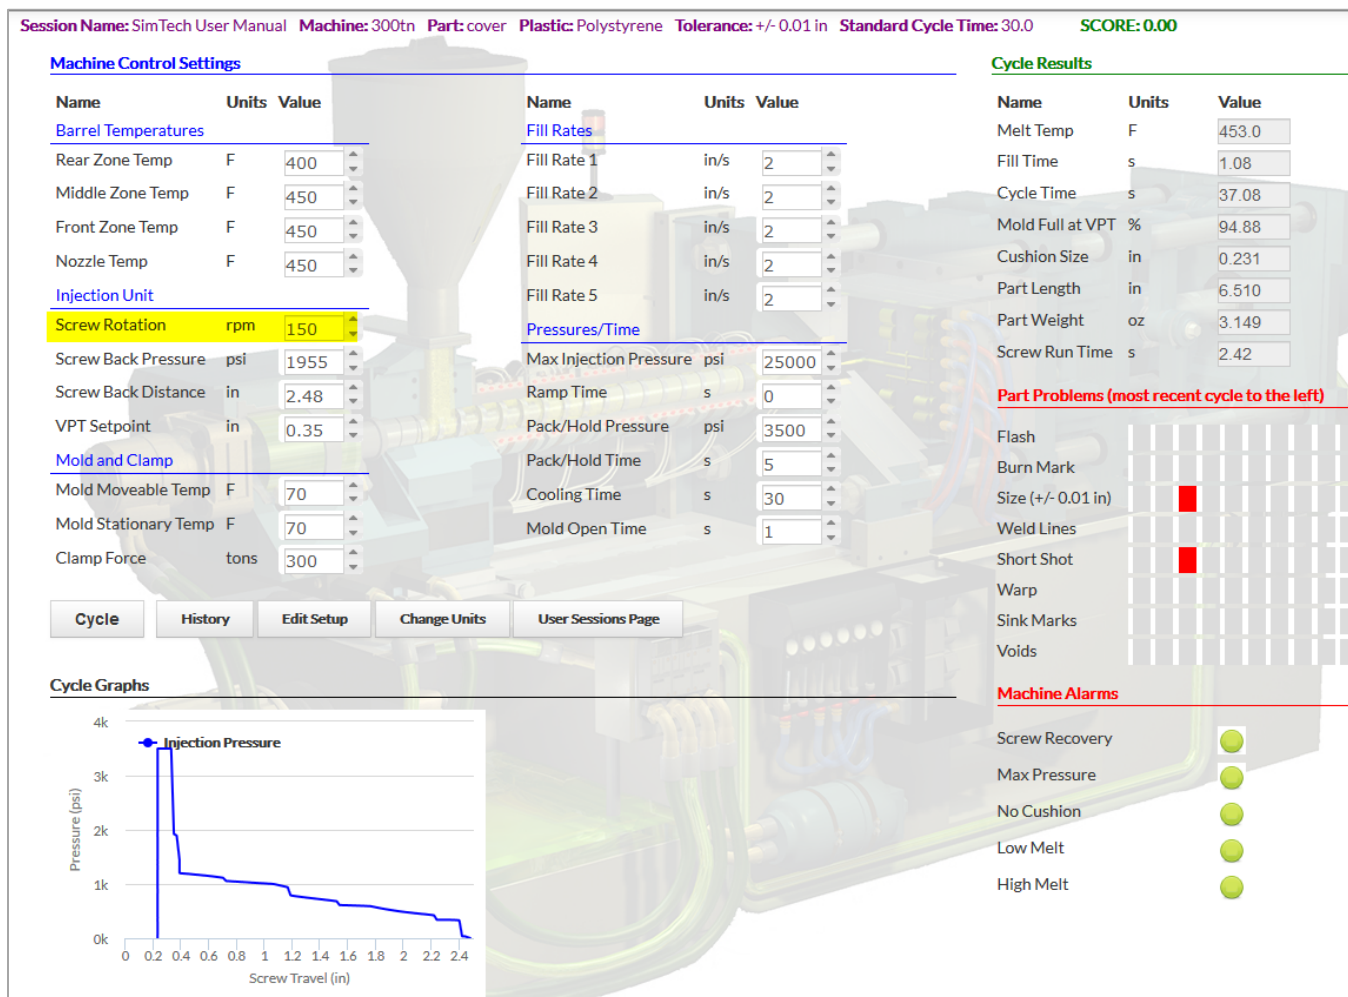 Session Name: SimTech User Manual Machine: 300tn Part: cover Plastic: Polystyrene Tolerance: +/- 0.01 in Standard Cycle Time: 30.0 SCORE: 0.00
Machine Control Settings
Name Units Value
Barrel Temperatures
Rear Zone Temp F 400
Middle Zone Temp F 450
Front Zone Temp F 450
Nozzle Temp F 450
Injection Unit
Screw Rotation rpm 150
Screw Back Pressure psi 1955
Screw Back Distance in 2.48
VPT Setpoint in 0.35
Mold and Clamp
Mold Moveable Temp F 70
Mold Stationary Temp F 70
Clamp Force tons 300
Name Units Value
Fill Rates
Fill Rate 1 in/s 2
Fill Rate 2 in/s 2
Fill Rate 3 in/s 2
Fill Rate 4 in/s 2
Fill Rate 5 in/s 2
Pressures/Time
Max Injection Pressure psi 25000
Ramp Time s 0
Pack/Hold Pressure psi 3500
Pack/Hold Time s 5
Cooling Time s 30
Mold Open Time s 1
Cycle History Edit Setup Change Units User Sessions Page
Cycle Graphs
Injection Pressure
Pressure (psi)
4k
3k
2k
1k
0k
0 0.2 0.4 0.6 0.8 1 1.2 1.4 1.6 1.8 2 2.2 2.4
Screw Travel (in)
Cycle Results
Name Units Value
Melt Temp F 453.0
Fill Time s 1.08
Cycle Time s 37.08
Mold Full at VPT % 94.88
Cushion Size in 0.231
Part Length in 6.510
Part Weight oz 3.149
Screw Run Time s 2.42
Part Problems (most recent cycle to the left)
Flash
Burn Mark
Size (+/- 0.01 in)
Weld Lines
Short Shot
Warp
Sink Marks
Voids
Machine Alarms
Screw Recovery
Max Pressure
No Cushion
Low Melt
High Melt